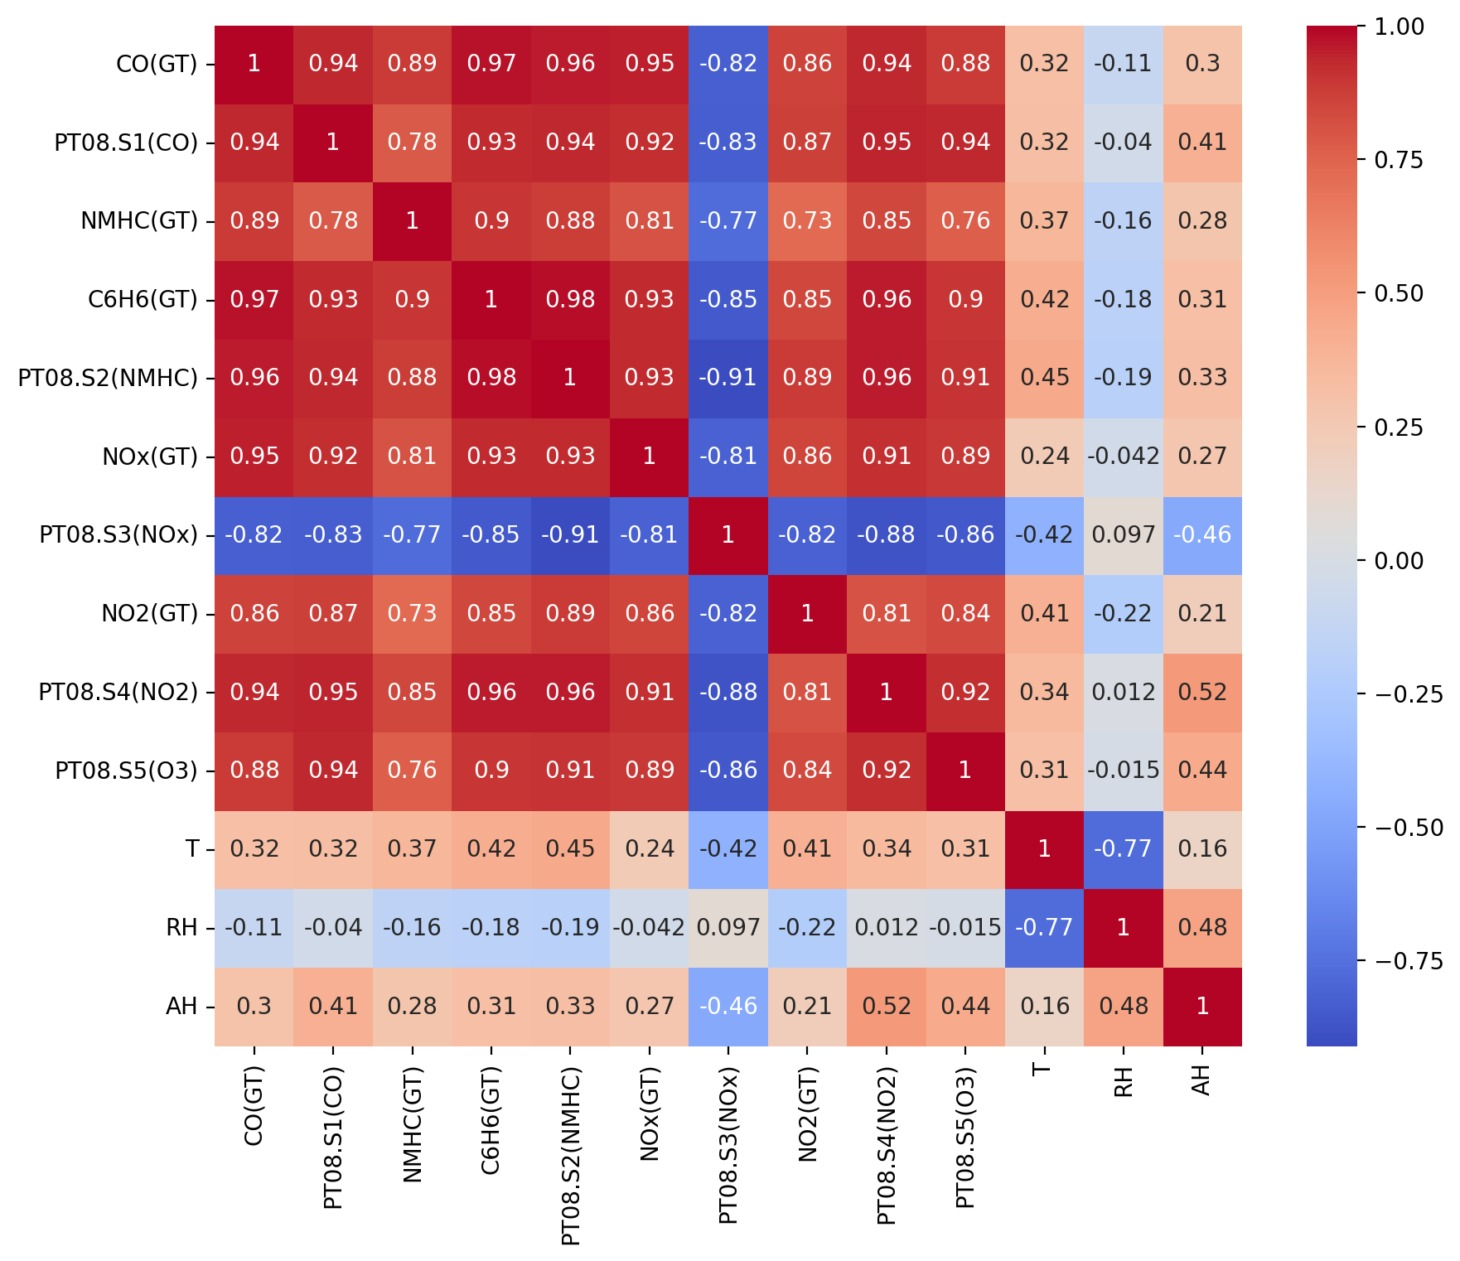 CO(GT) 1 0.94 0.89 0.97 0.96 0.95 -0.82 0.86 0.94 0.88 0.32 -0.11 0.3
PT08.S1(CO) 0.94 1 0.78 0.93 0.94 0.92 -0.83 0.87 0.95 0.94 0.32 -0.04 0.41
NMHC(GT) 0.89 0.78 1 0.9 0.88 0.81 -0.77 0.73 0.85 0.76 0.37 -0.16 0.28
C6H6(GT) 0.97 0.93 0.9 1 0.98 0.93 -0.85 0.85 0.96 0.9 0.42 -0.18 0.31
PT08.S2(NMHC) 0.96 0.94 0.88 0.98 1 0.93 -0.91 0.89 0.96 0.91 0.45 -0.19 0.33
NOx(GT) 0.95 0.92 0.81 0.93 0.93 1 -0.81 0.86 0.91 0.89 0.24 -0.042 0.27
PT08.S3(NOx) -0.82 -0.83 -0.77 -0.85 -0.91 -0.81 1 -0.82 -0.88 -0.86 -0.42 0.097 -0.46
NO2(GT) 0.86 0.87 0.73 0.85 0.89 0.86 -0.82 1 0.81 0.84 0.41 -0.22 0.21
PT08.S4(NO2) 0.94 0.95 0.85 0.96 0.96 0.91 -0.88 0.81 1 0.92 0.34 0.012 0.52
PT08.S5(O3) 0.88 0.94 0.76 0.9 0.91 0.89 -0.86 0.84 0.92 1 0.31 -0.015 0.44
T 0.32 0.32 0.37 0.42 0.45 0.24 -0.42 0.41 0.34 0.31 1 -0.77 0.16
RH -0.11 -0.04 -0.16 -0.18 -0.19 -0.042 0.097 -0.22 0.012 -0.015 -0.77 1 0.48
AH 0.3 0.41 0.28 0.31 0.33 0.27 -0.46 0.21 0.52 0.44 0.16 0.48 1
CO(GT)
PT08.S1(CO)
NMHC(GT)
C6H6(GT)
PT08.S2(NMHC)
NOx(GT)
PT08.S3(NOx)
NO2(GT)
PT08.S4(NO2)
PT08.S5(O3)
T
RH
AH
1.00
0.75
0.50
0.25
0.00
−0.25
−0.50
−0.75